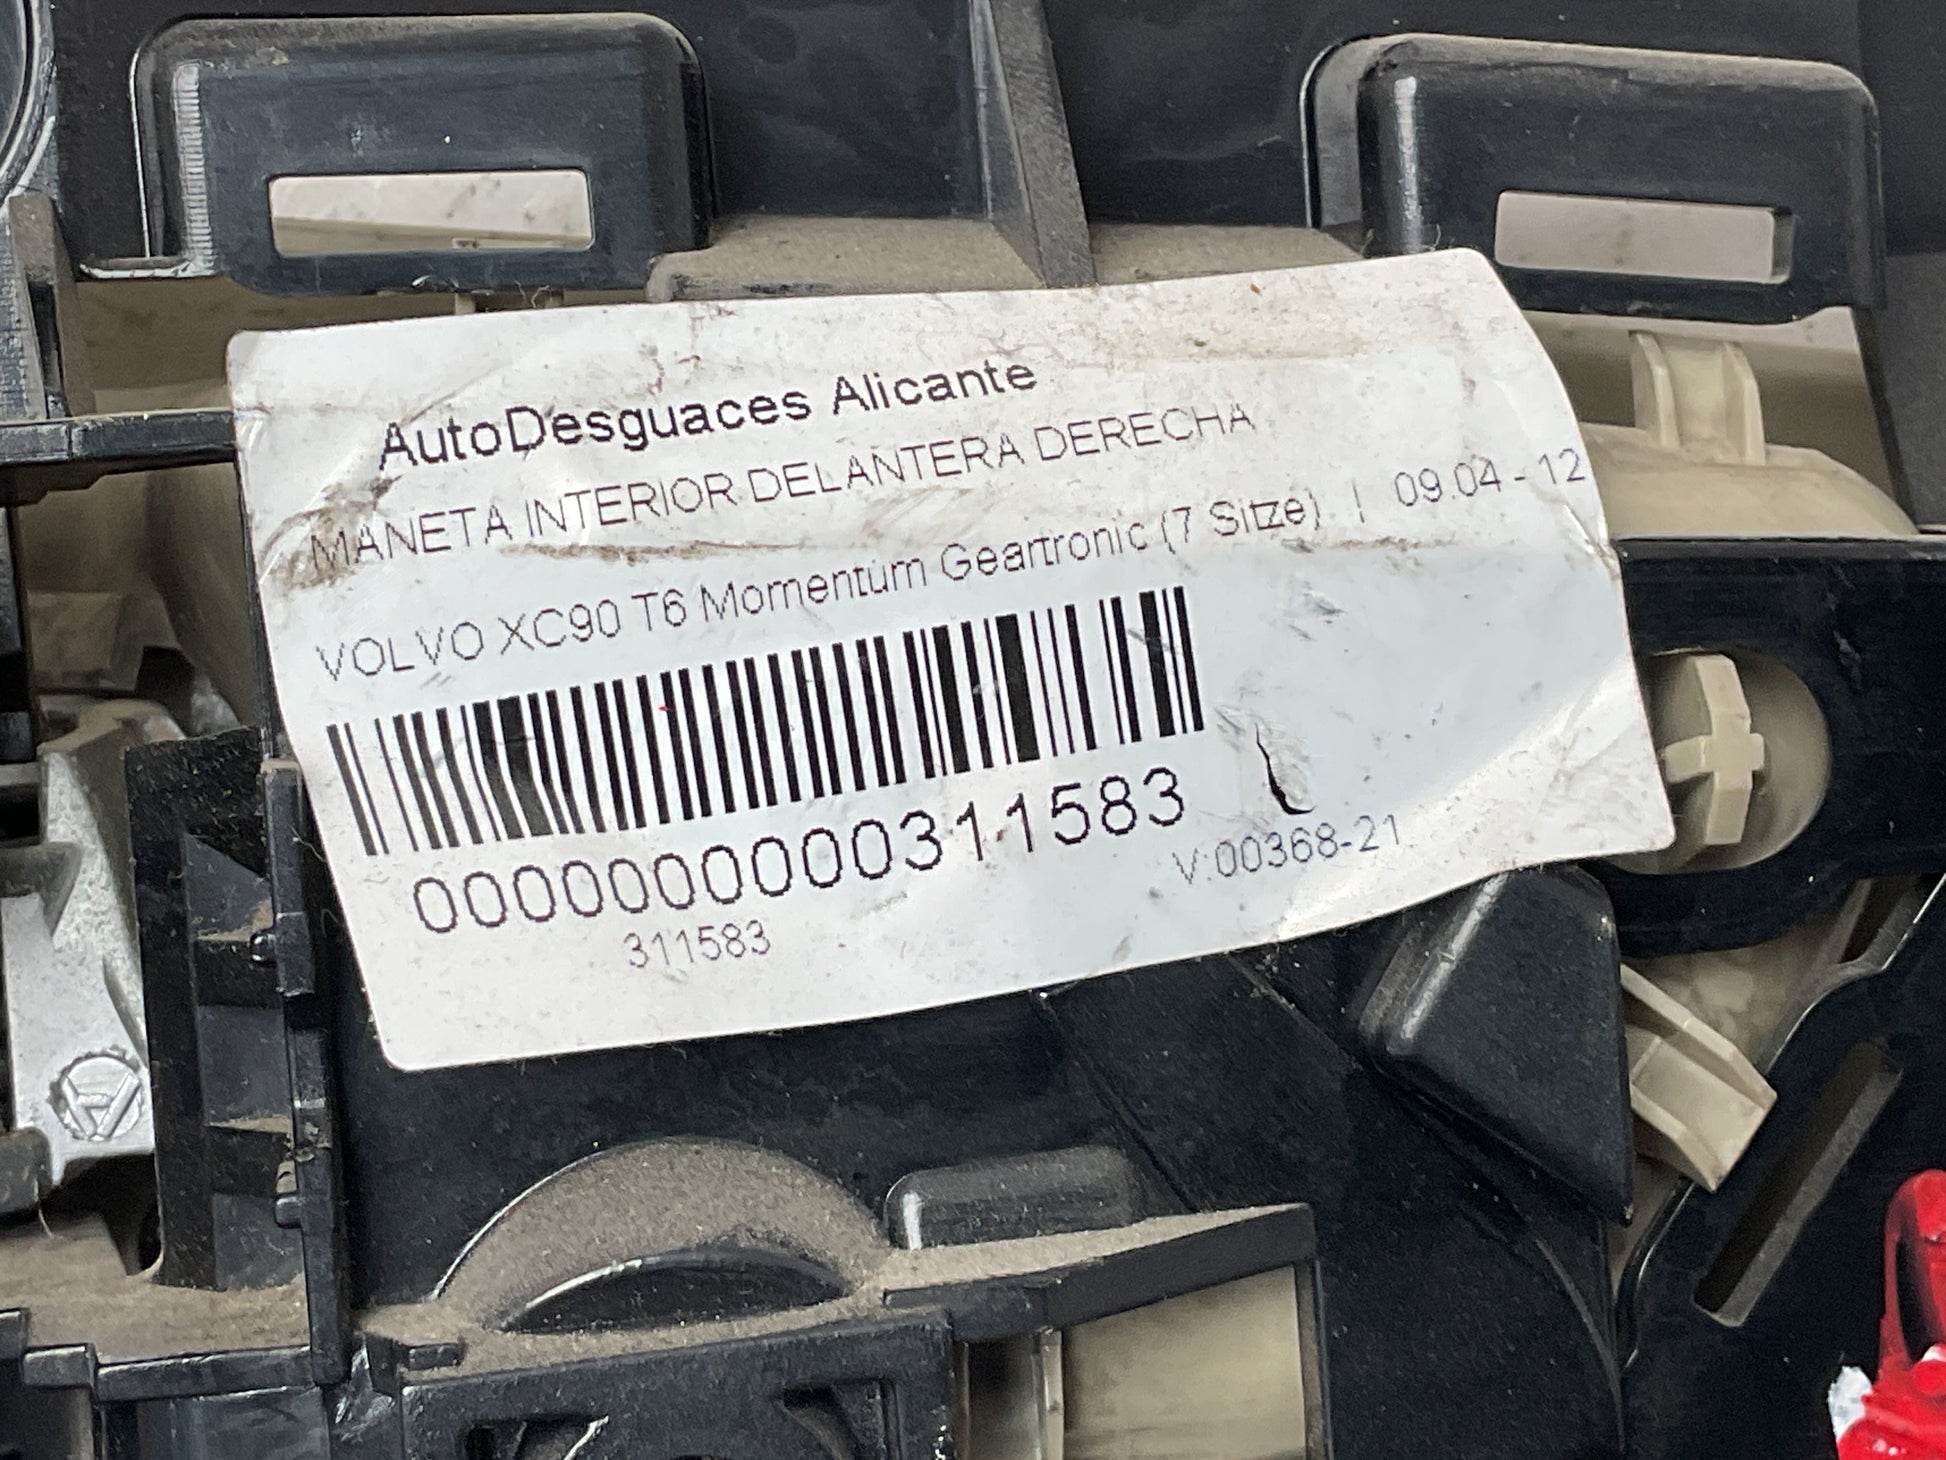 AutoDesguaces Alicante
MANETA INTERIOR DELANTERA DERECHA
VOLVO XC90 T6 Momentum Geartronic (7 Sitze) | 09.04 - 12
0000000000311583
311583
V:00368-21